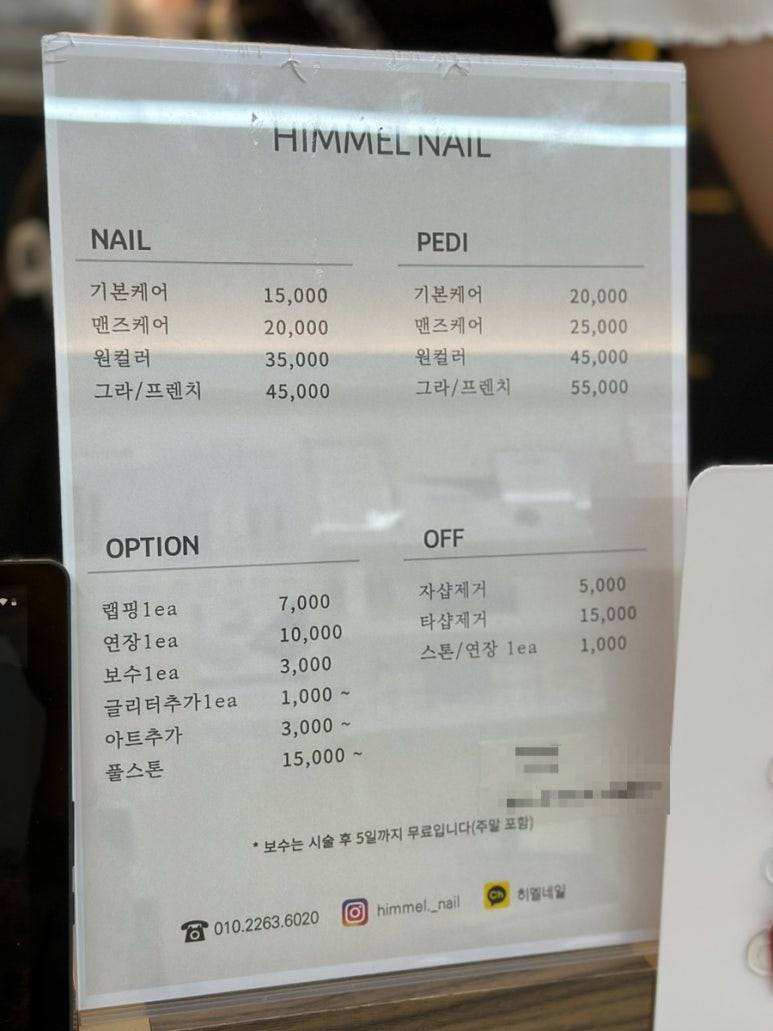 HIMMEL NAIL
NAIL
기본케어 15,000
맨즈케어 20,000
원컬러 35,000
그라/프렌치 45,000
PEDI
기본케어 20,000
맨즈케어 25,000
원컬러 45,000
그라/프렌치 55,000
OPTION
랩핑1ea 7,000
연장1ea 10,000
보수1ea 3,000
글리터추가1ea 1,000 ~
아트추가 3,000 ~
풀스톤 15,000 ~
OFF
자샵제거 5,000
타샵제거 15,000
스톤/연장 1ea 1,000
* 보수는 시술 후 5일까지 무료입니다(주말 포함)
010.2263.6020 himmel._nail Ch 히멜네일